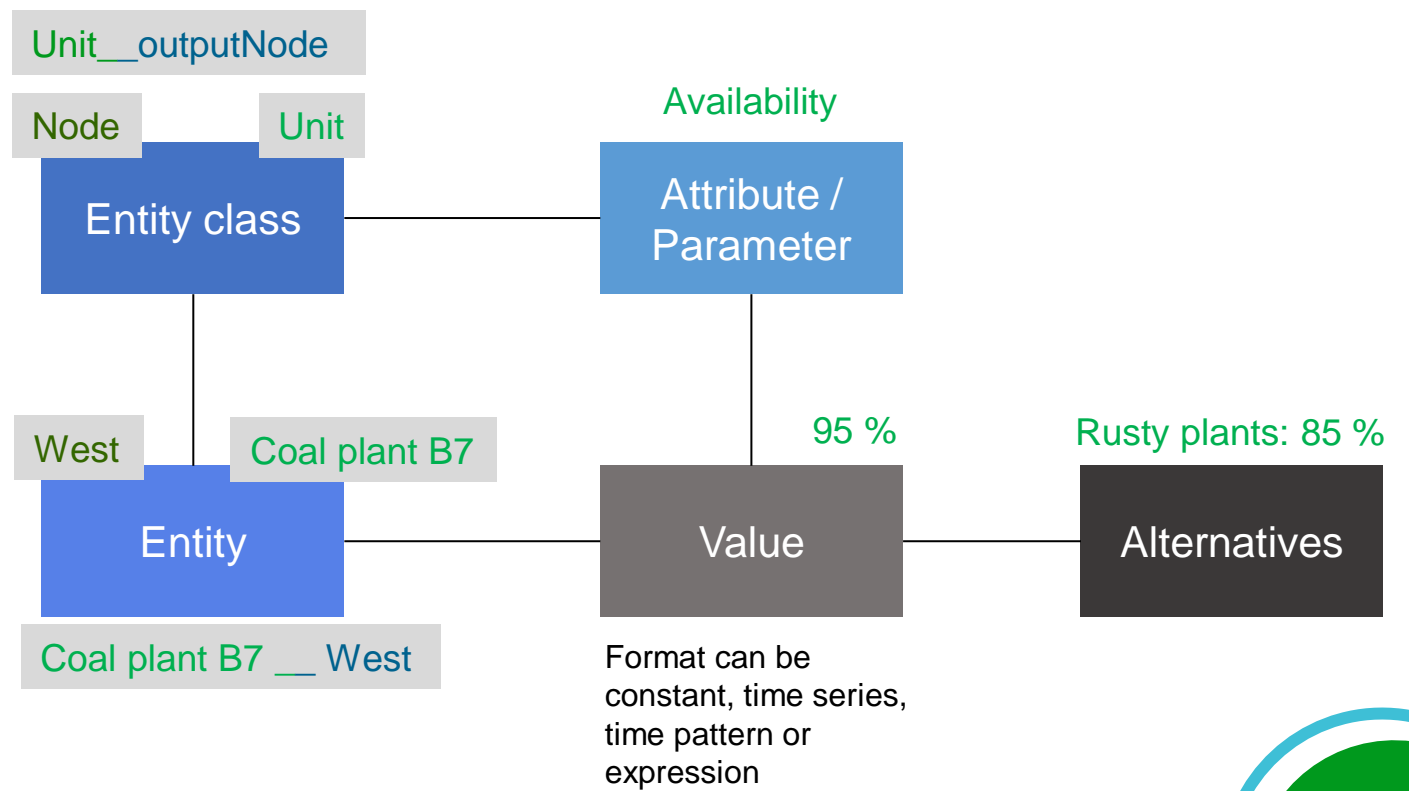 Unit__outputNode
Node
Unit
Availability
Entity class
Attribute /
Parameter
West
Coal plant B7
95 %
Rusty plants: 85 %
Entity
Value
Alternatives
Coal plant B7 __ West
Format can be
constant, time series,
time pattern or
expression